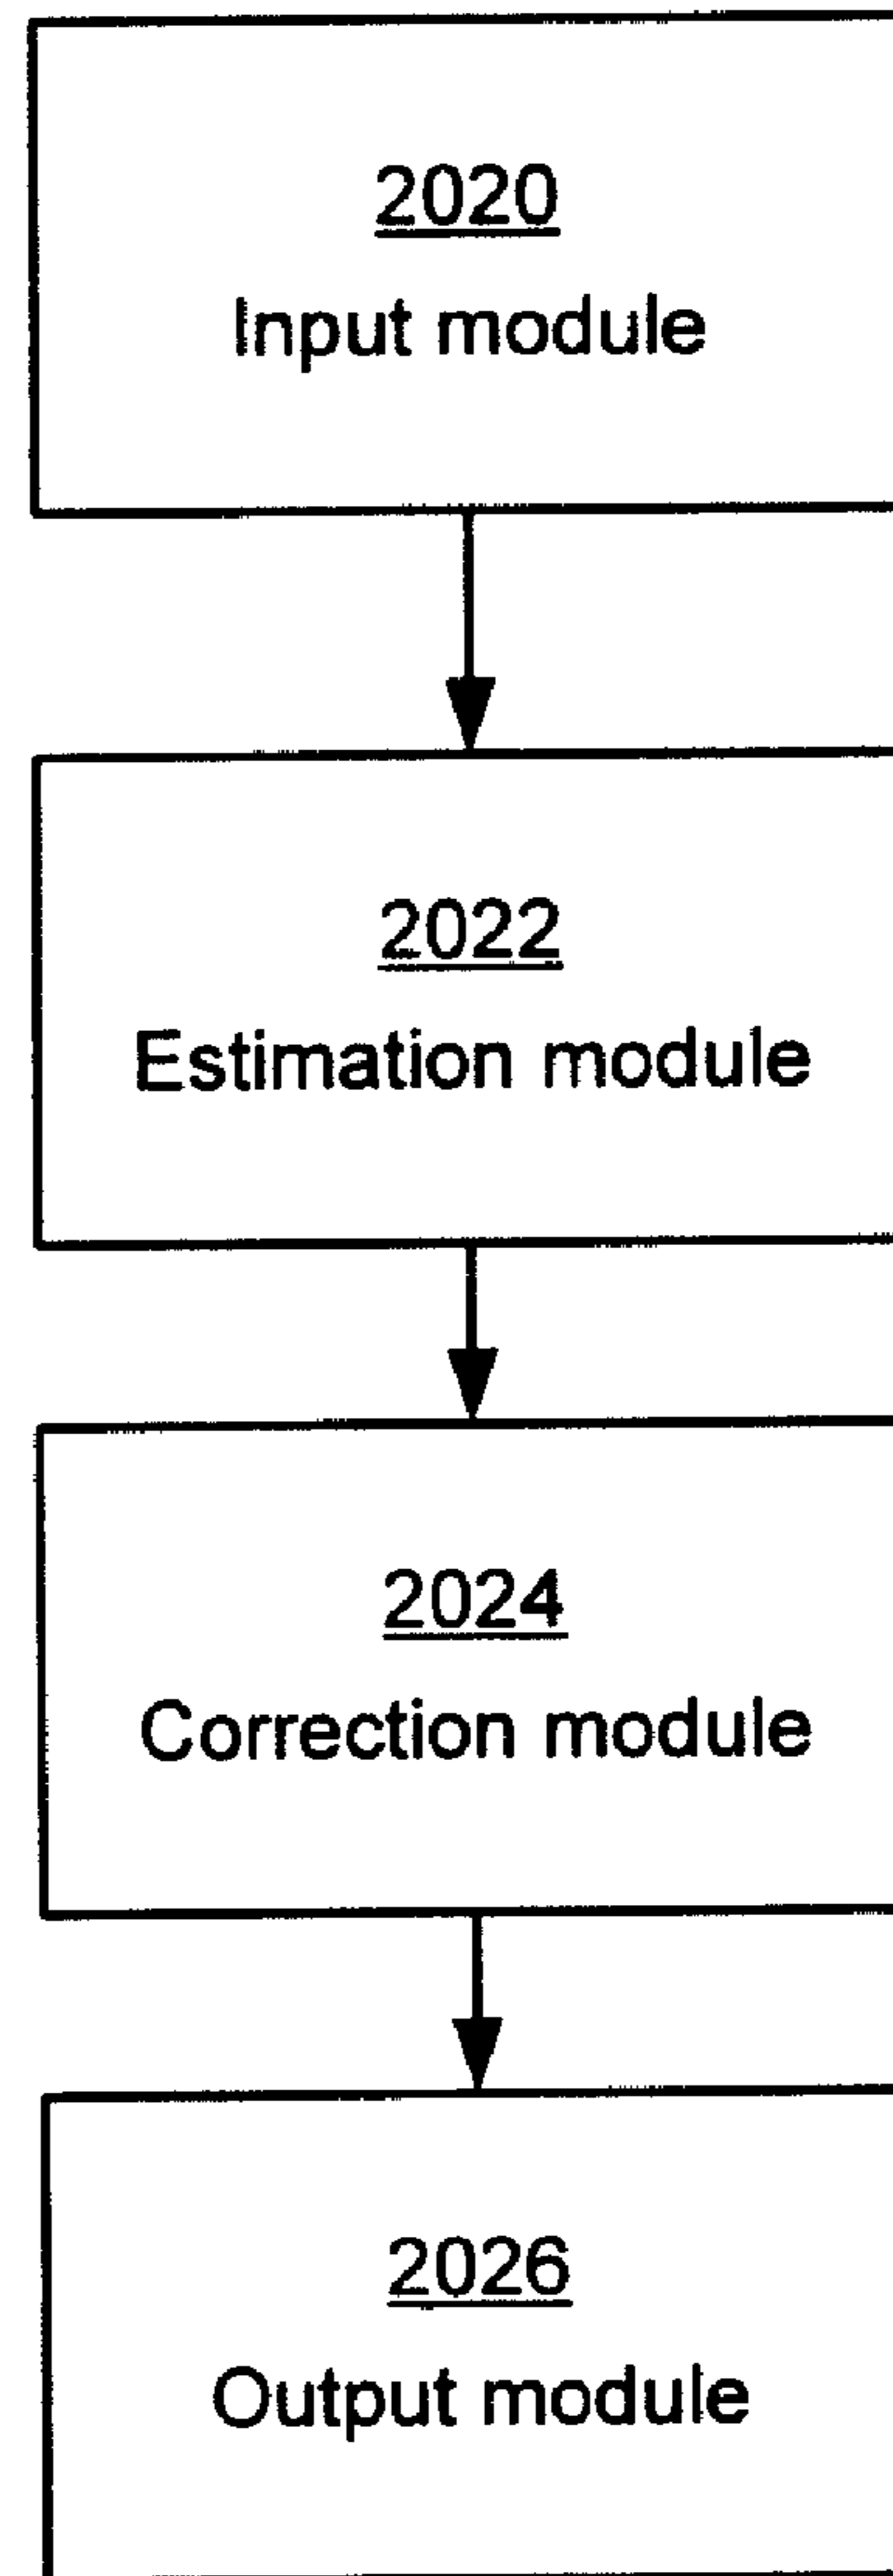 2020
Input module
2022
Estimation module
2024
Correction module
2026
Output module